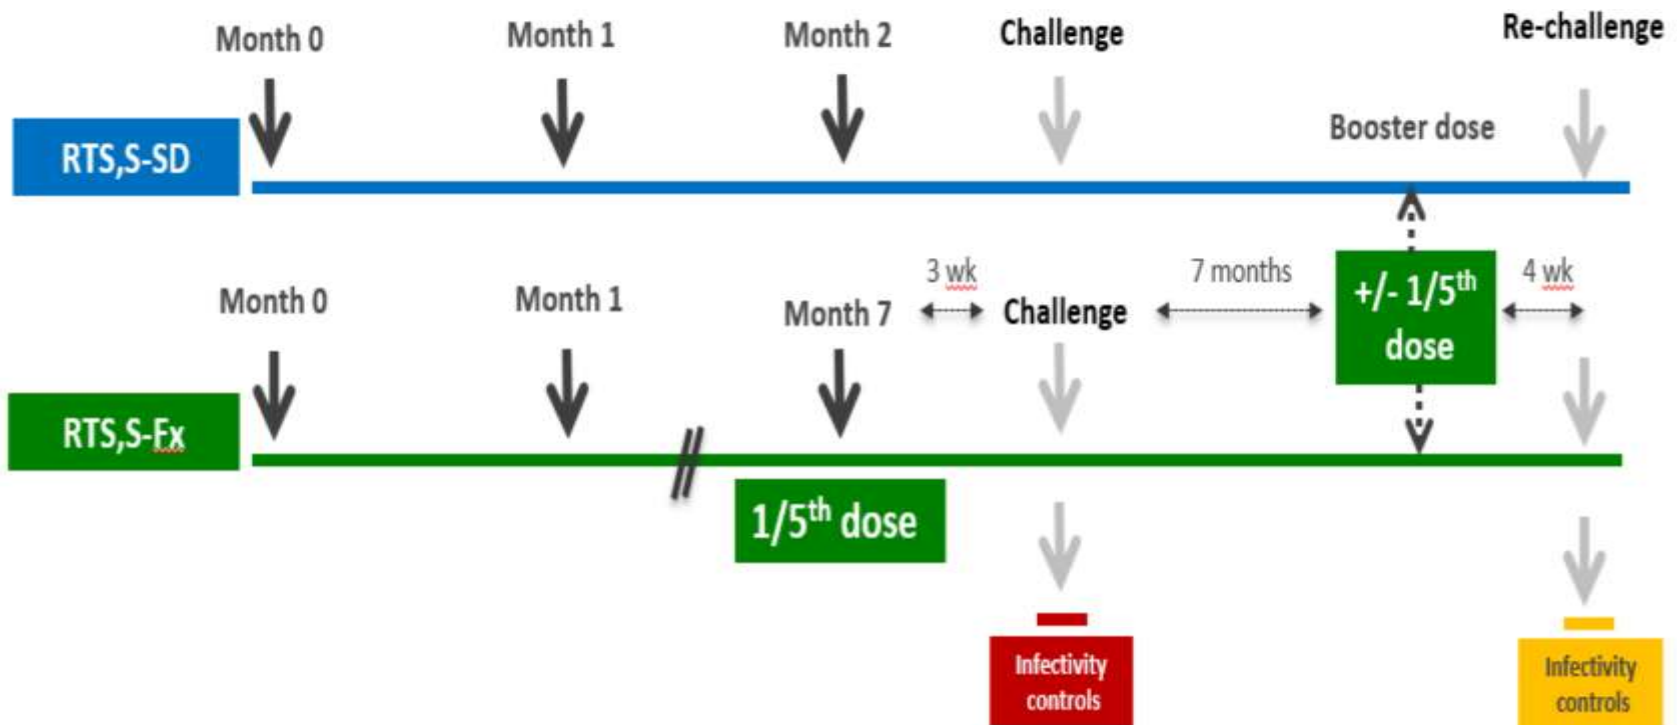 Month 0
Month 1
Month 2
Challenge
Re-challenge
Booster dose
RTS,S-SD
Month 0
Month 1
Month 7
3 wk
Challenge
7 months
+/- 1/5th
dose
4 wk
RTS,S-Fx
1/5th dose
Infectivity
controls
Infectivity
controls